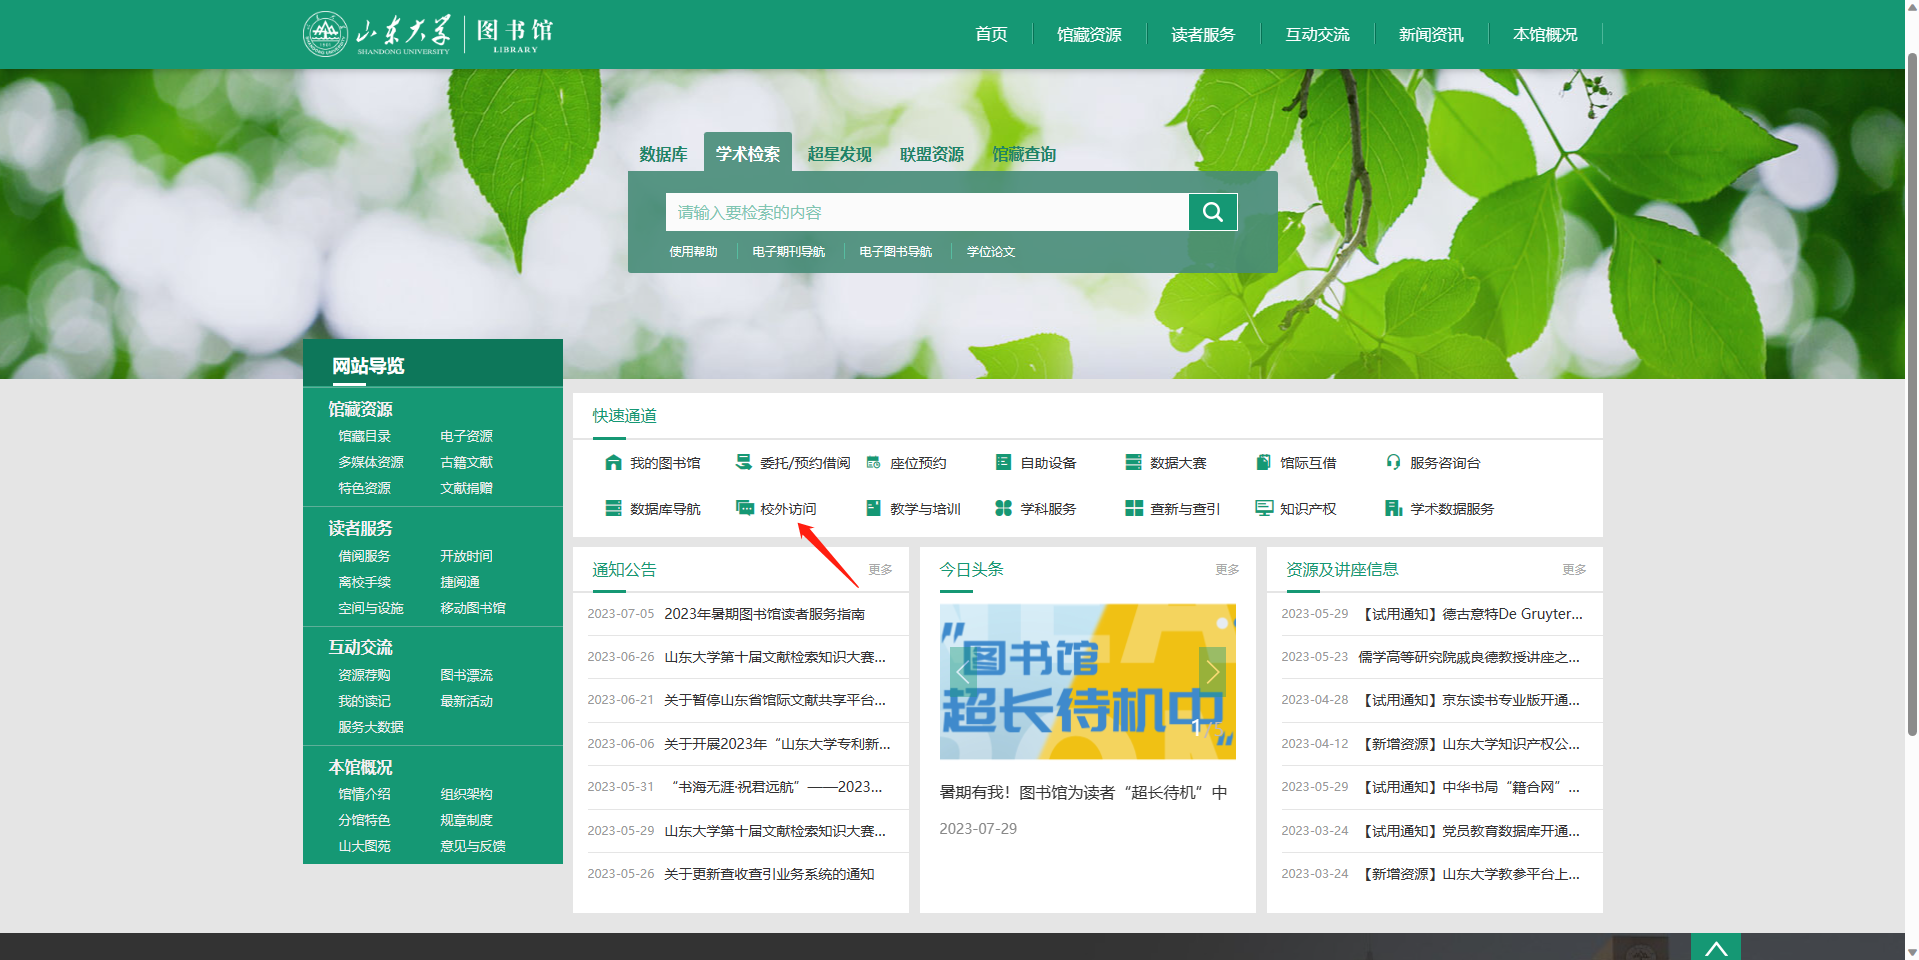 山东大学 图书馆
SHANDONG UNIVERSITY LIBRARY
首页 馆藏资源 读者服务 互动交流 新闻资讯 本馆概况
数据库 学术检索 超星发现 联盟资源 馆藏查询
请输入要检索的内容
使用帮助 电子期刊导航 电子图书导航 学位论文
网站导览
馆藏资源
馆藏目录 电子资源
多媒体资源 古籍文献
特色资源 文献捐赠
读者服务
借阅服务 开放时间
离校手续 捷阅通
空间与设施 移动图书馆
互动交流
资源荐购 图书漂流
我的读记 最新活动
服务大数据
本馆概况
馆情介绍 组织架构
分馆特色 规章制度
山大图苑 意见与反馈
快速通道
我的图书馆 委托/预约借阅 座位预约 自助设备 数据大赛 馆际互借 服务咨询台
数据库导航 校外访问 教学与培训 学科服务 查新与查引 知识产权 学术数据服务
通知公告 更多
2023-07-05 2023年暑期图书馆读者服务指南
2023-06-26 山东大学第十届文献检索知识大赛...
2023-06-21 关于暂停山东省馆际文献共享平台...
2023-06-06 关于开展2023年“山东大学专利新...
2023-05-31 “书海无涯·祝君远航”——2023...
2023-05-29 山东大学第十届文献检索知识大赛...
2023-05-26 关于更新查收查引业务系统的通知
今日头条 更多
“图书馆
超长待机中”
1
暑期有我！图书馆为读者“超长待机”中
2023-07-29
资源及讲座信息 更多
2023-05-29 【试用通知】德古意特De Gruyter...
2023-05-23 儒学高等研究院戚良德教授讲座之...
2023-04-28 【试用通知】京东读书专业版开通...
2023-04-12 【新增资源】山东大学知识产权公...
2023-05-29 【试用通知】中华书局“籍合网”...
2023-03-24 【试用通知】党员教育数据库开通...
2023-03-24 【新增资源】山东大学教参平台上...